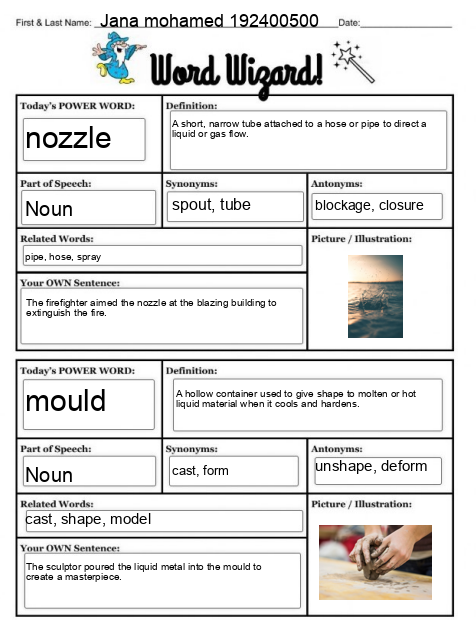 First & Last Name: Jana mohamed 192400500 Date:
Word Wizard!
Today's POWER WORD: Definition:
nozzle
A short, narrow tube attached to a hose or pipe to direct a
liquid or gas flow.
Part of Speech: Synonyms: Antonyms:
Noun spout, tube blockage, closure
Related Words: Picture / Illustration:
pipe, hose, spray
Your OWN Sentence:
The firefighter aimed the nozzle at the blazing building to
extinguish the fire.
Today's POWER WORD: Definition:
mould
A hollow container used to give shape to molten or hot
liquid material when it cools and hardens.
Part of Speech: Synonyms: Antonyms:
Noun cast, form unshape, deform
Related Words: Picture / Illustration:
cast, shape, model
Your OWN Sentence:
The sculptor poured the liquid metal into the mould to
create a masterpiece.